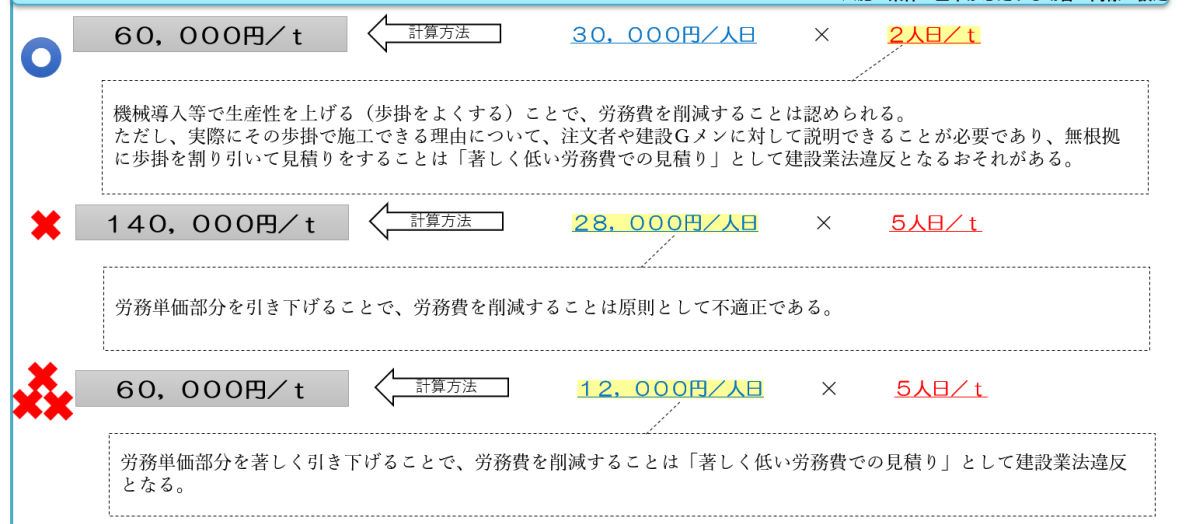 60，000円／ｔ 計算方法 30，000円／人日 × 2人日／ｔ
機械導入等で生産性を上げる（歩掛をよくする）ことで、労務費を削減することは認められる。
ただし、実際にその歩掛で施工できる理由について、注文者や建設Ｇメンに対して説明できることが必要であり、無根拠
に歩掛を割り引いて見積りをすることは「著しく低い労務費での見積り」として建設業法違反となるおそれがある。
140，000円／ｔ 計算方法 28，000円／人日 × 5人日／ｔ
労務単価部分を引き下げることで、労務費を削減することは原則として不適正である。
60，000円／ｔ 計算方法 12，000円／人日 × 5人日／ｔ
労務単価部分を著しく引き下げることで、労務費を削減することは「著しく低い労務費での見積り」として建設業法違反
となる。